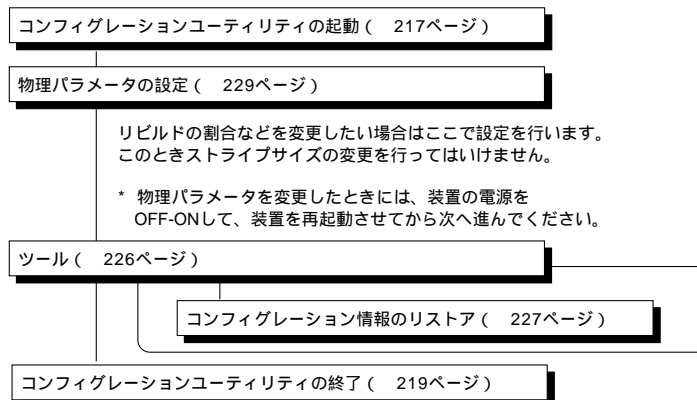 コンフィグレーションユーティリティの起動(　217ページ)
物理パラメータの設定(　229ページ)
リビルドの割合などを変更したい場合はここで設定を行います。
このときストライプサイズの変更を行ってはいけません。
* 物理パラメータを変更したときには、装置の電源を
OFF-ONして、装置を再起動させてから次へ進んでください。
ツール(　226ページ)
コンフィグレーション情報のリストア(　227ページ)
コンフィグレーションユーティリティの終了(　219ページ)